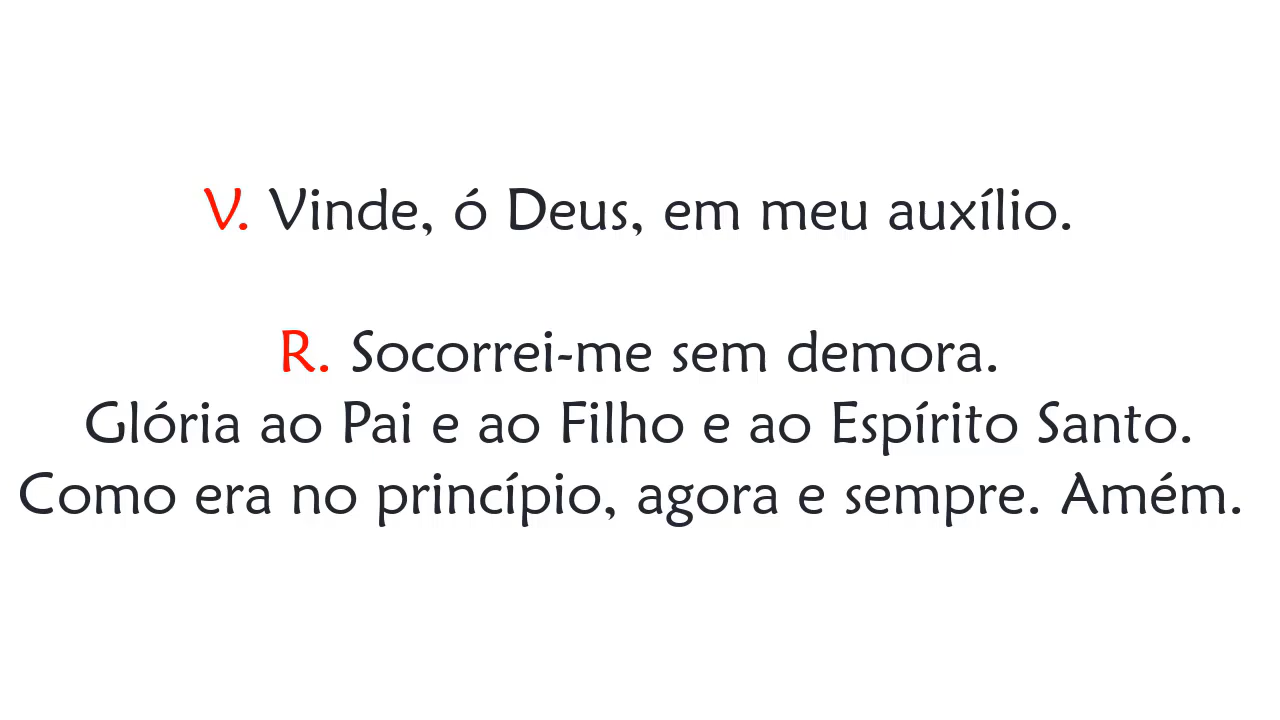 V. Vinde, ó Deus, em meu auxílio.
R. Socorrei-me sem demora.
Glória ao Pai e ao Filho e ao Espírito Santo.
Como era no princípio, agora e sempre. Amém.